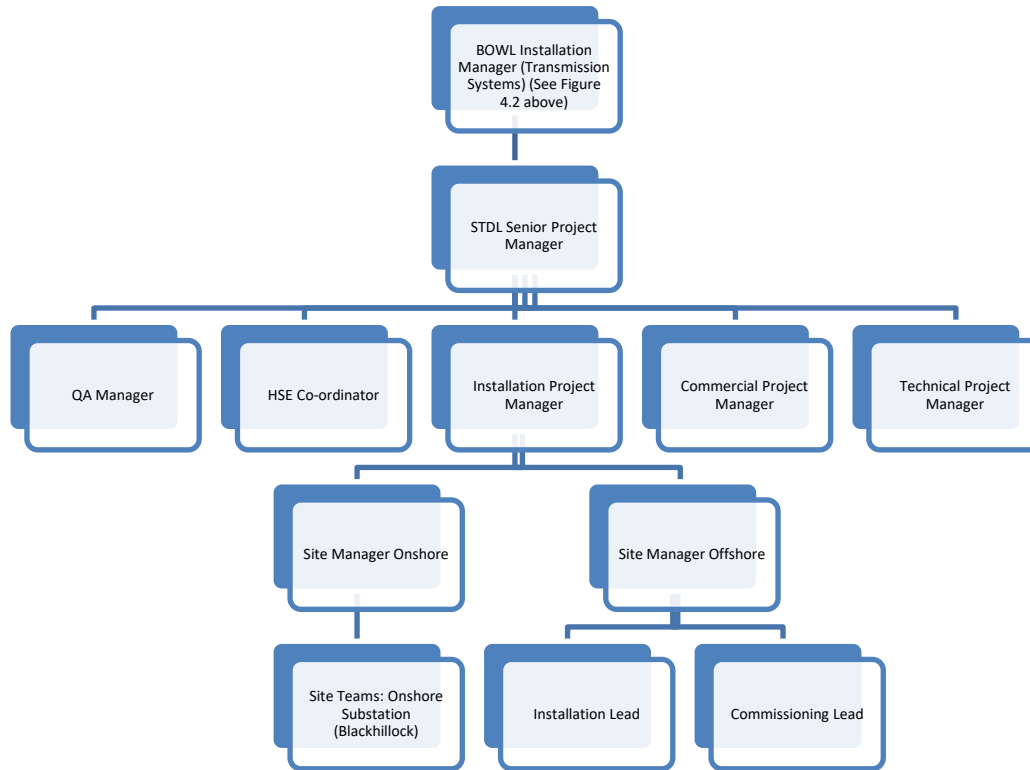 BOWL Installation
Manager (Transmission
Systems) (See Figure
4.2 above)
STDL Senior Project
Manager
QA Manager
HSE Co-ordinator
Installation Project
Manager
Commercial Project
Manager
Technical Project
Manager
Site Manager Onshore
Site Manager Offshore
Site Teams: Onshore
Substation
(Blackhillock)
Installation Lead
Commissioning Lead